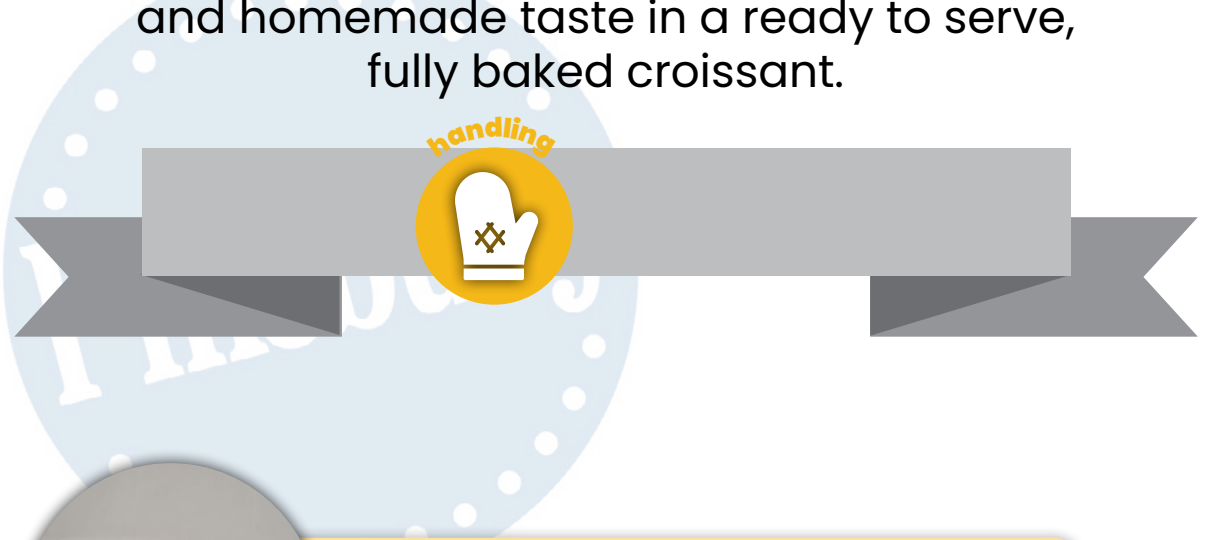 and homemade taste in a ready to serve,
fully baked croissant.
handling